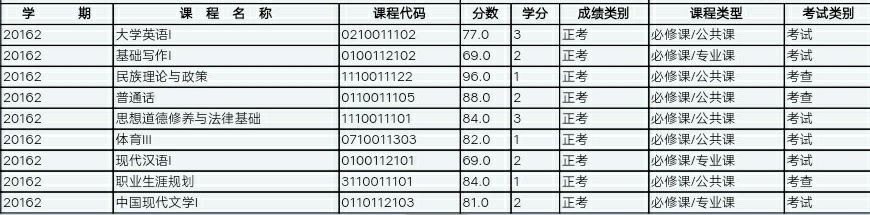 学 期 课 程 名 称 课程代码 分数 学分 成绩类别 课程类型 考试类别
20162 大学英语I 0210011102 77.0 3 正考 必修课/公共课 考试
20162 基础写作I 0100112102 69.0 2 正考 必修课/专业课 考试
20162 民族理论与政策 1110011122 96.0 1 正考 必修课/公共课 考查
20162 普通话 0110011105 88.0 2 正考 必修课/公共课 考查
20162 思想道德修养与法律基础 1110011101 84.0 3 正考 必修课/公共课 考试
20162 体育III 0710011303 82.0 1 正考 必修课/公共课 考试
20162 现代汉语I 0100112101 69.0 2 正考 必修课/专业课 考试
20162 职业生涯规划 3110011101 84.0 1 正考 必修课/公共课 考查
20162 中国现代文学I 0110112103 81.0 2 正考 必修课/专业课 考试